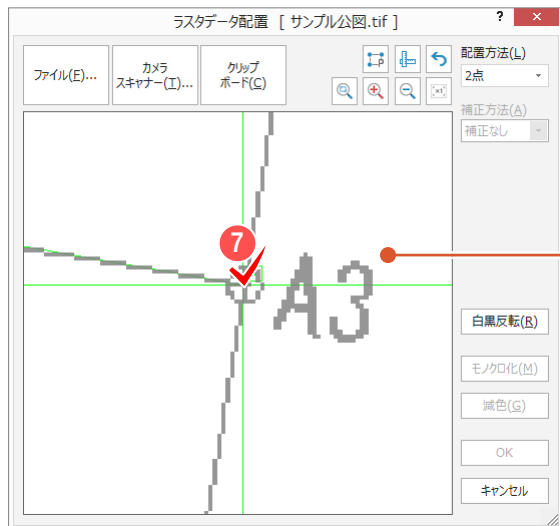 ラスタデータ配置 [ サンプル公図.tif ]
?
×
ファイル(F)...
カメラ
スキャナー(T)...
クリップ
ボード(C)
P
×1
配置方法(L)
2点
補正方法(A)
補正なし
7
A3
白黒反転(R)
モノクロ化(M)
減色(G)
OK
キャンセル